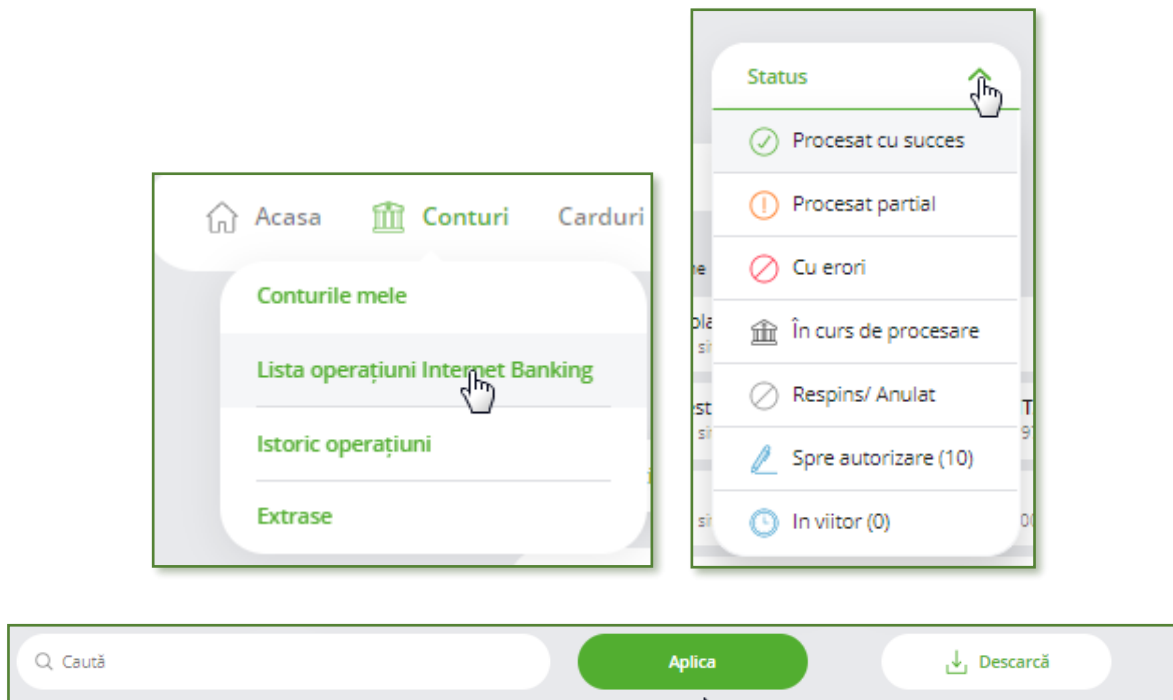 Status
Procesat cu succes
Procesat partial
Cu erori
În curs de procesare
Respins/ Anulat
Spre autorizare (10)
In viitor (0)
Acasa Conturi Carduri
Conturile mele
Lista operațiuni Internet Banking
Istoric operațiuni
Extrase
Caută Aplica Descarcă